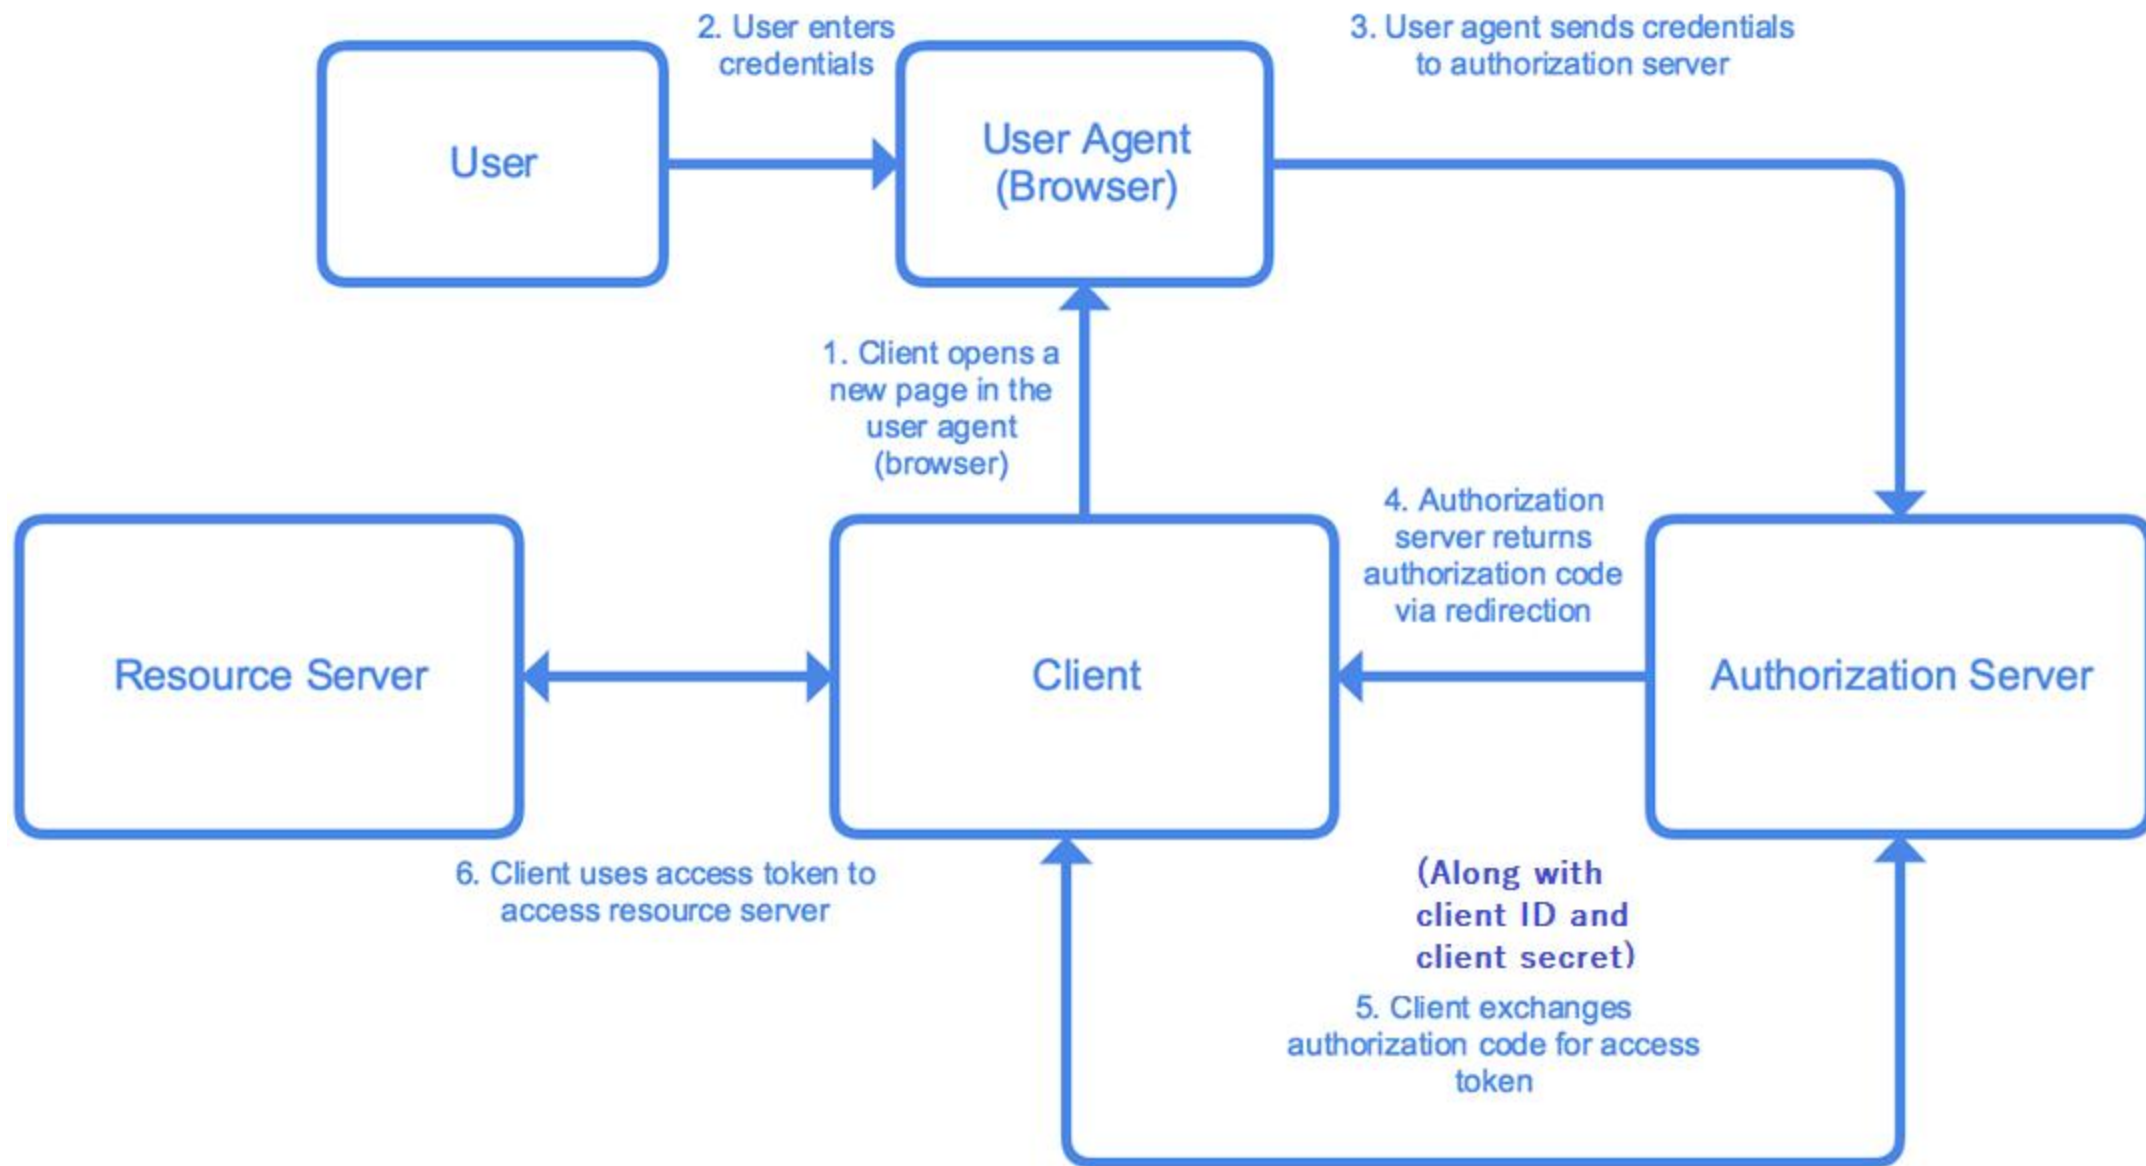 2. User enters
credentials
3. User agent sends credentials
to authorization server
User
User Agent
(Browser)
1. Client opens a
new page in the
user agent
(browser)
4. Authorization
server returns
authorization code
via redirection
Resource Server
Client
Authorization Server
6. Client uses access token to
access resource server
(Along with
client ID and
client secret)
5. Client exchanges
authorization code for access
token